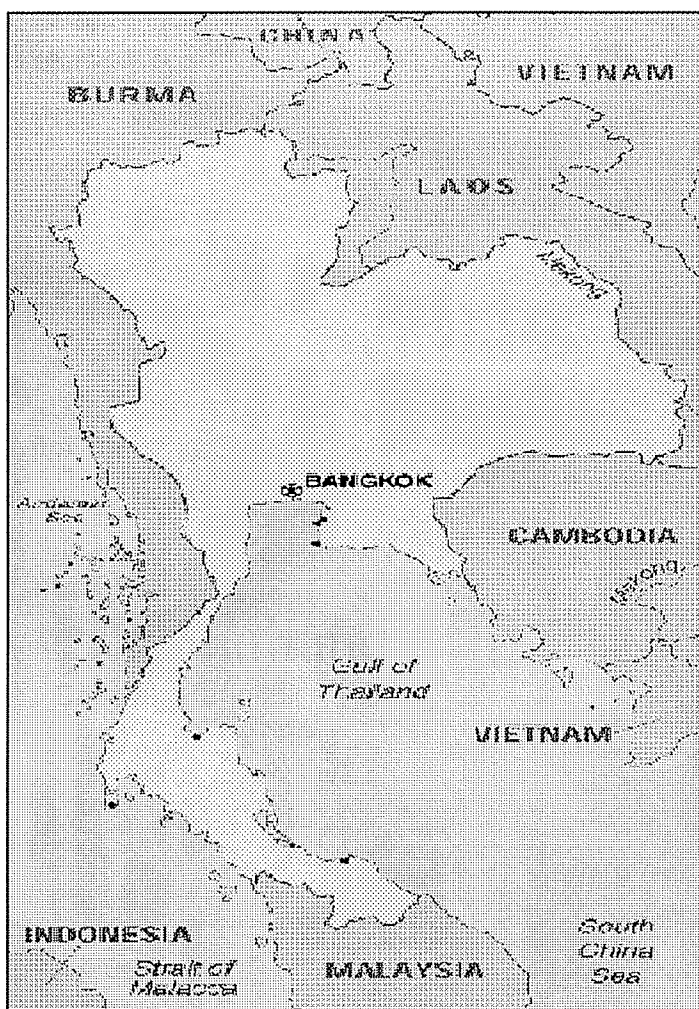 CHINA
VIETNAM
BURMA
LAOS
Mekong
BANGKOK
Andaman
Sea
CAMBODIA
Mekong
Gulf of
Thailand
VIETNAM
INDONESIA
Strait of
Malacca
MALAYSIA
South
China
Sea